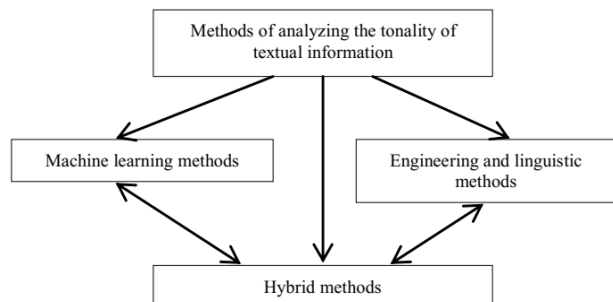 Methods of analyzing the tonality of
textual information
Machine learning methods
Engineering and linguistic
methods
Hybrid methods